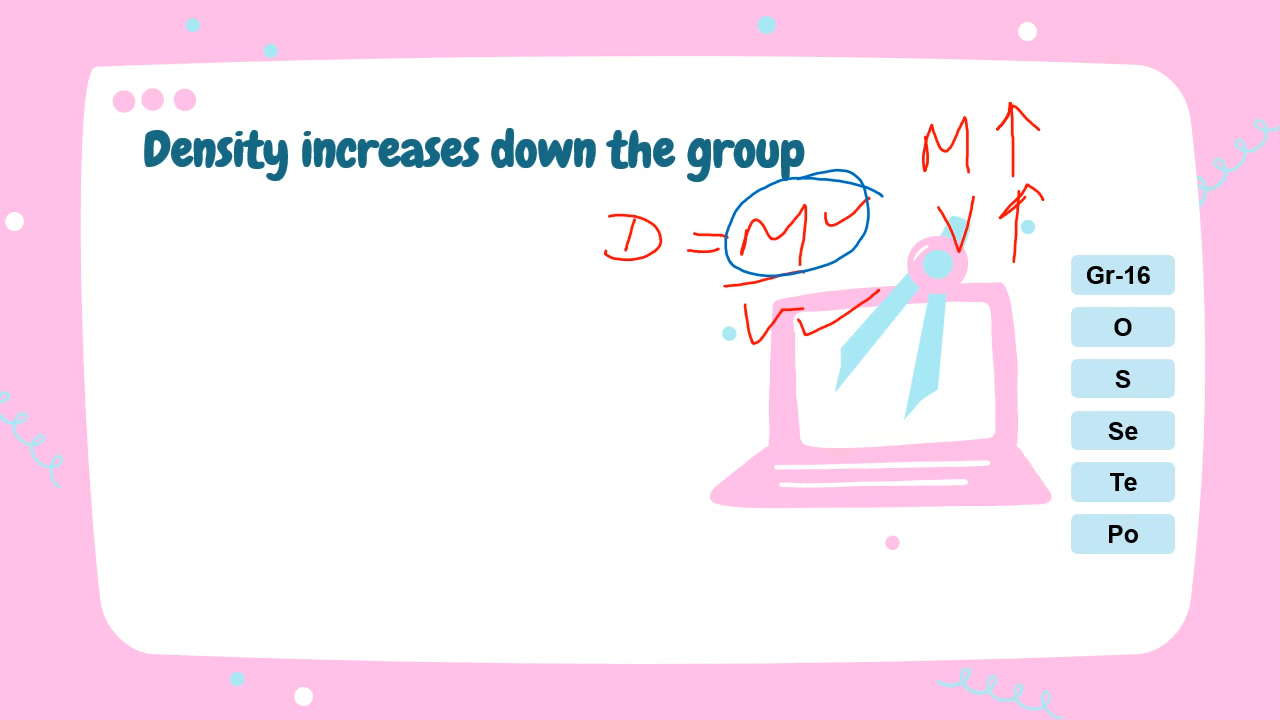 Density increases down the group
M ↑
D = M
V
V ↑
Gr-16
O
S
Se
Te
Po